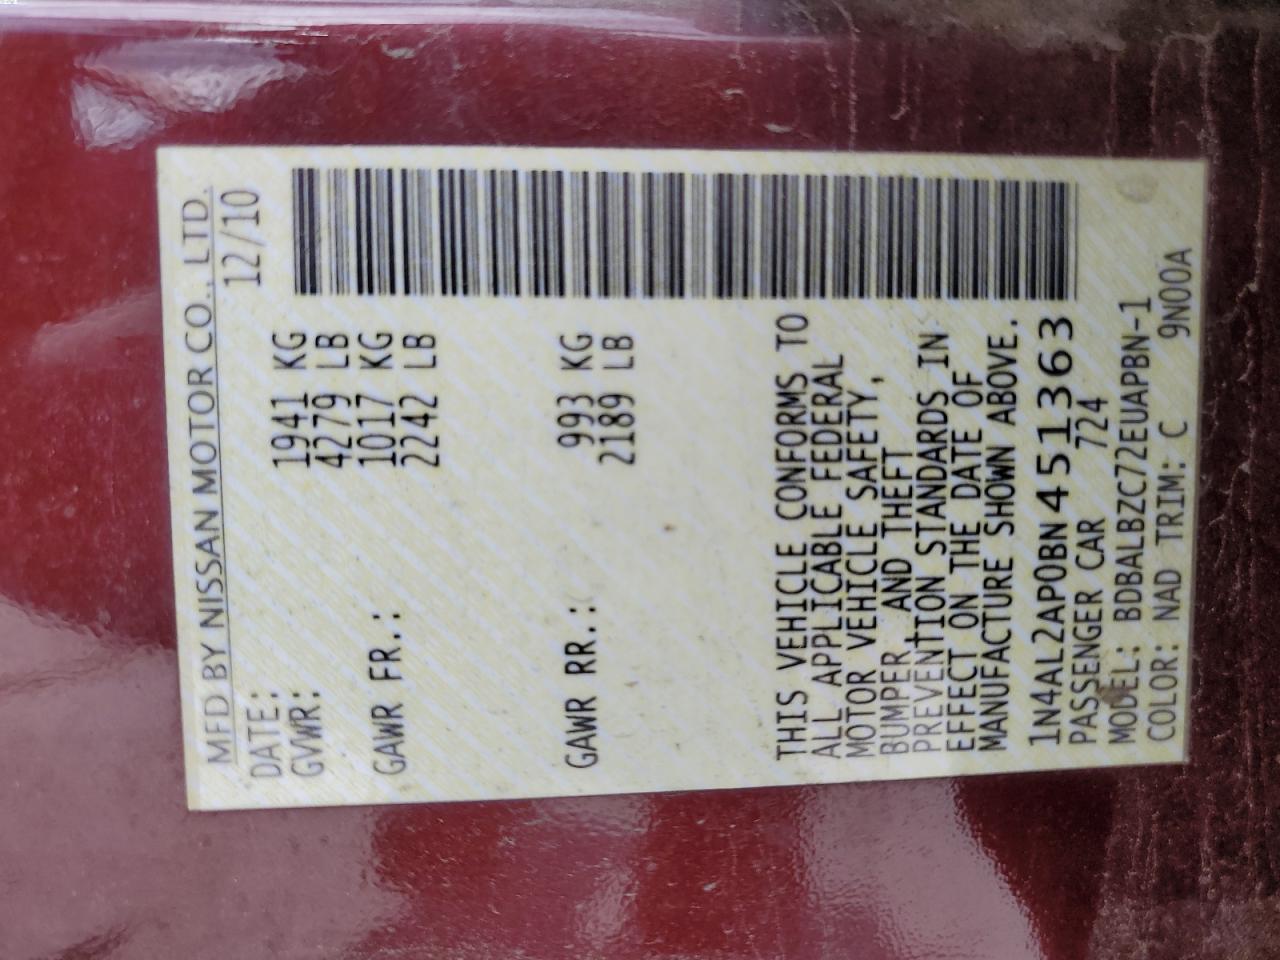 MFD BY NISSAN MOTOR CO., LTD.
DATE: 12/10
GVWR: 1941 KG
4279 LB
GAWR FR.: 1017 KG
2242 LB
GAWR RR.: 993 KG
2189 LB
THIS VEHICLE CONFORMS TO
ALL APPLICABLE FEDERAL
MOTOR VEHICLE SAFETY,
BUMPER AND THEFT
PREVENTION STANDARDS IN
EFFECT ON THE DATE OF
MANUFACTURE SHOWN ABOVE.
1N4AL2AP0BN451363
PASSENGER CAR 724
MODEL: BDBALBZC72EUAPBN-1
COLOR: NAD TRIM: C 9N00A